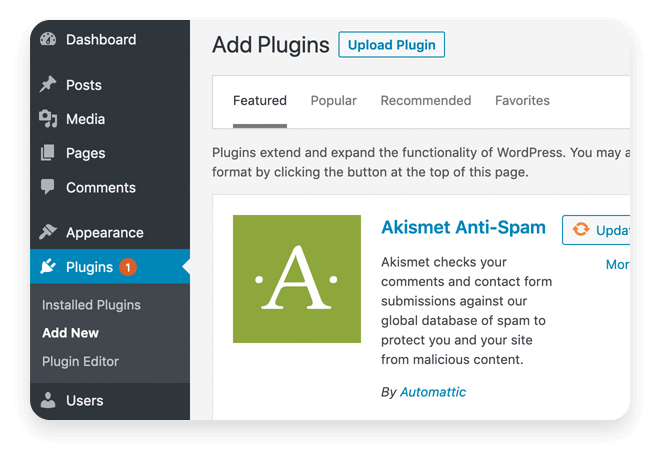 Dashboard
Posts
Media
Pages
Comments
Appearance
Plugins 1
Installed Plugins
Add New
Plugin Editor
Users
Add Plugins Upload Plugin
Featured Popular Recommended Favorites
Plugins extend and expand the functionality of WordPress. You may
format by clicking the button at the top of this page.
A
Akismet Anti-Spam
Akismet checks your
comments and contact form
submissions against our
global database of spam to
protect you and your site
from malicious content.
By Automattic